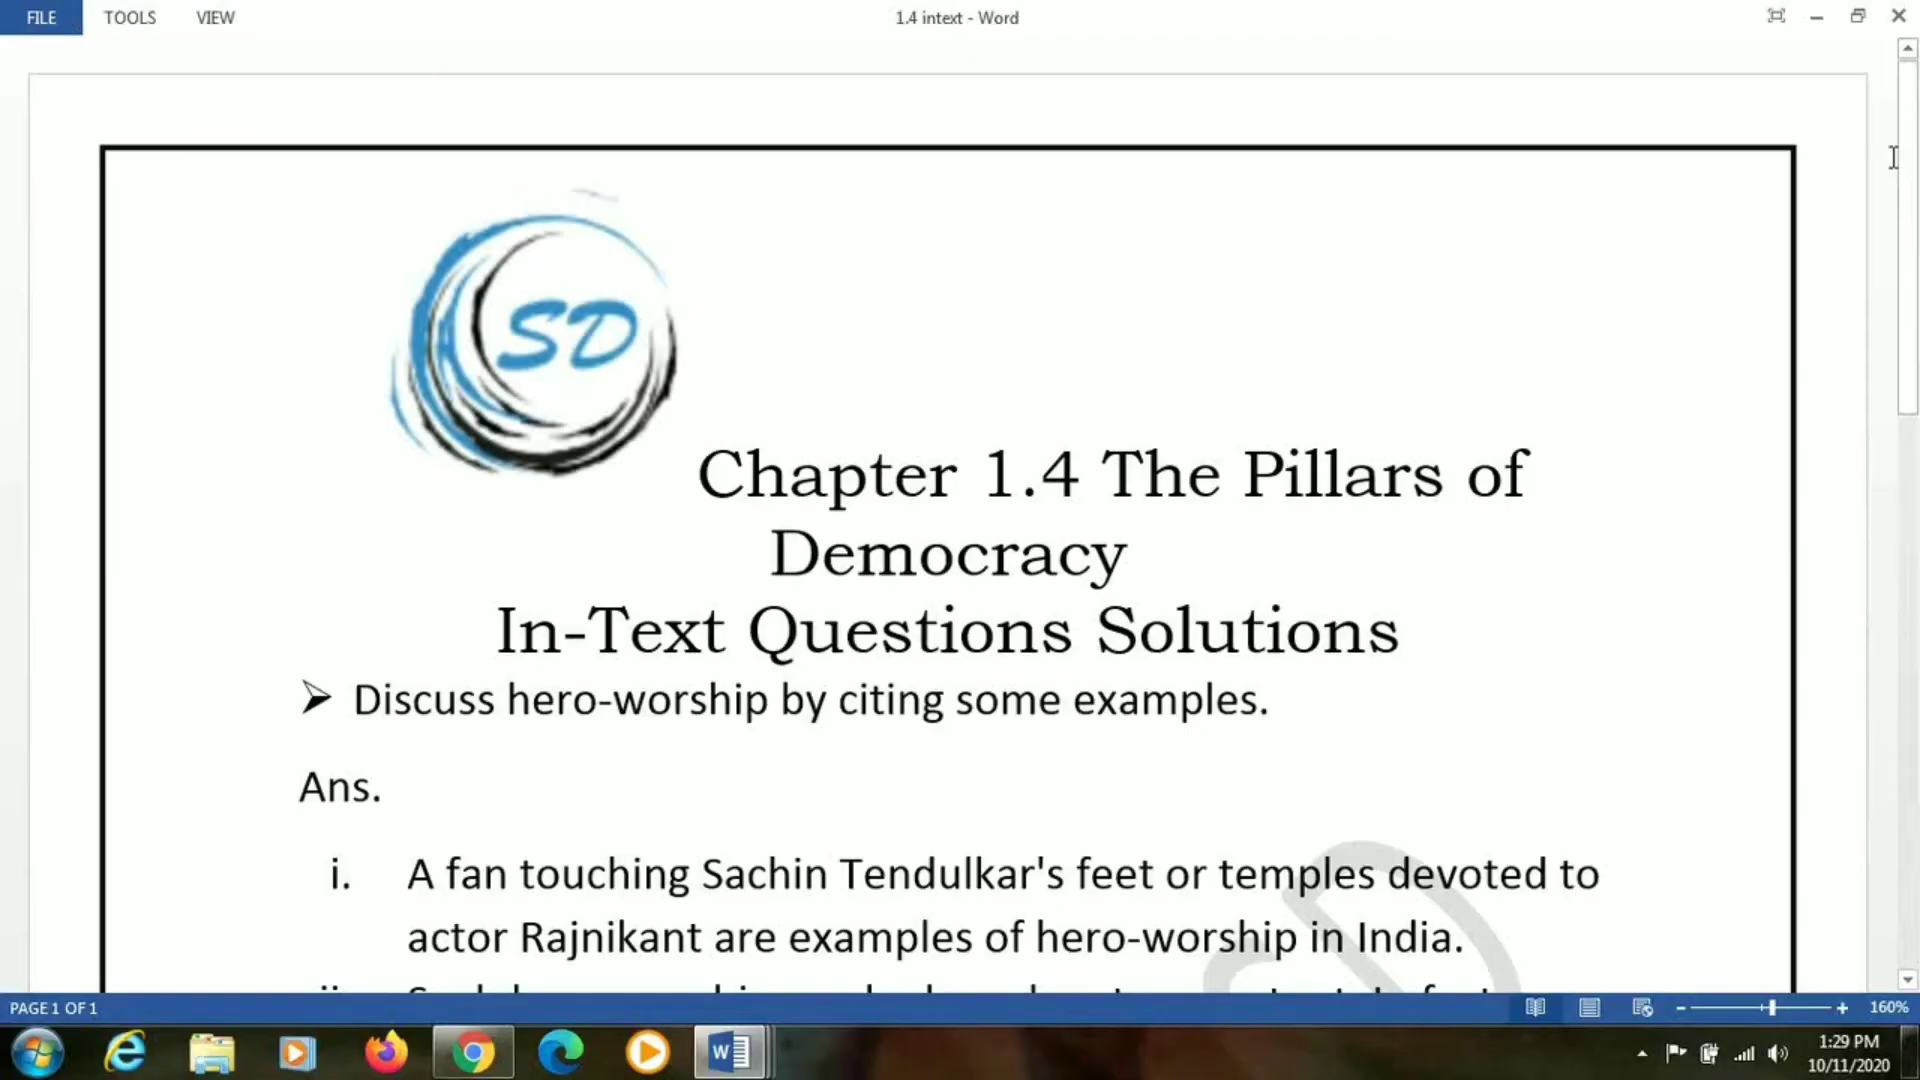 FILE TOOLS VIEW 1.4 intext - Word
SD
Chapter 1.4 The Pillars of
Democracy
In-Text Questions Solutions
➢ Discuss hero-worship by citing some examples.
Ans.
i. A fan touching Sachin Tendulkar's feet or temples devoted to
actor Rajnikant are examples of hero-worship in India.
PAGE 1 OF 1 160%
1:29 PM
10/11/2020